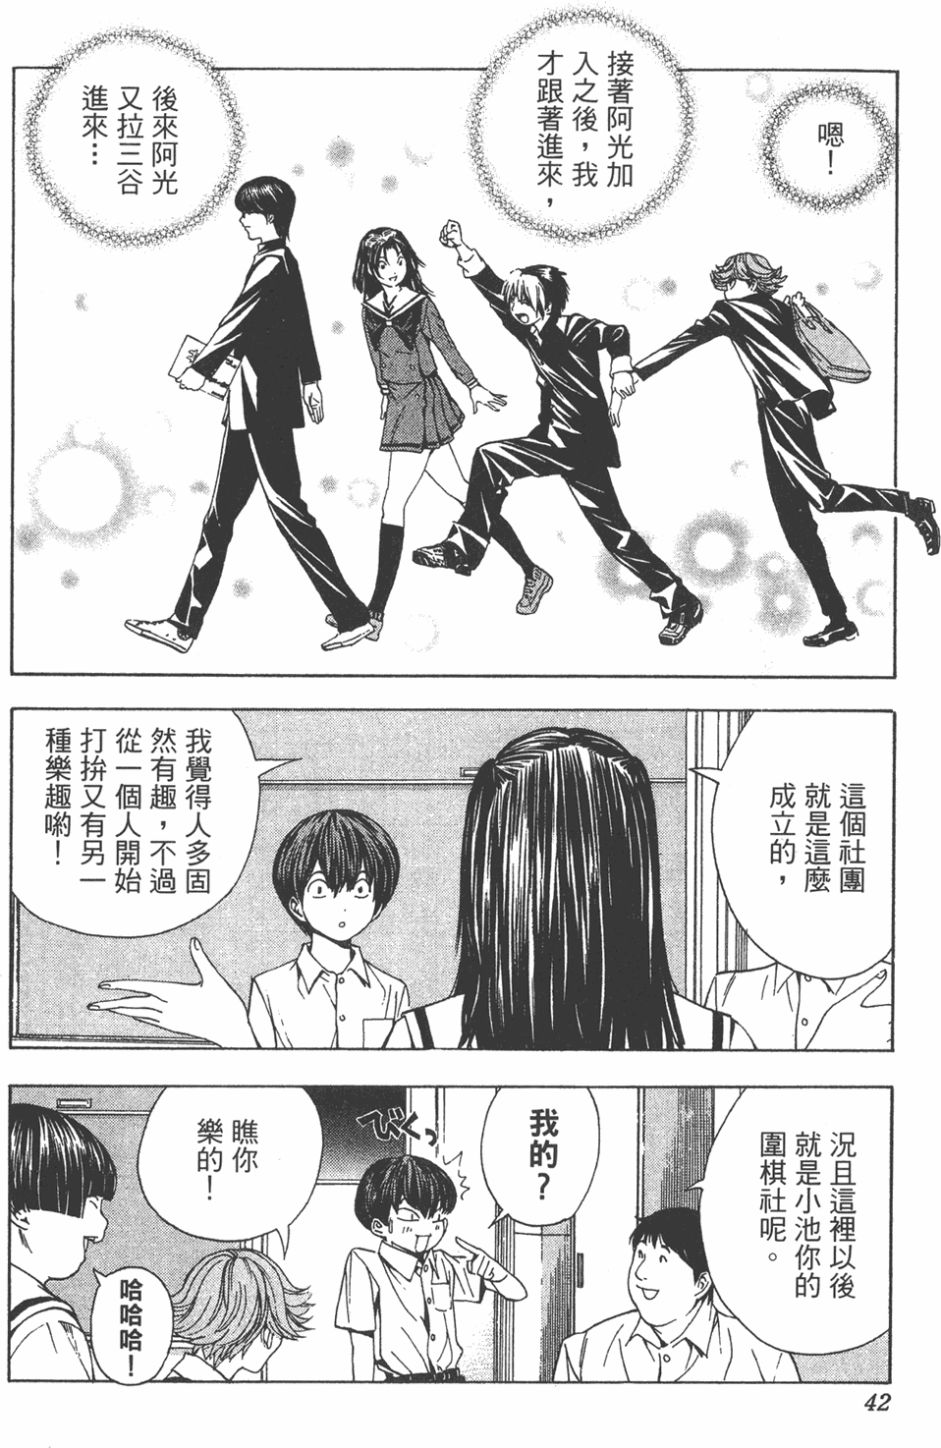 嗯！
接著阿光加
入之後，我
才跟著進來，
後來阿光
又拉三谷
進來…
這個社團
就是這麼
成立的，
我覺得人多固
然有趣，不過
從一個人開始
打拚又有另一
種樂趣喲！
況且這裡以後
就是小池你的
圍棋社呢。
我的？
びくっ
瞧你
樂的！
哈哈哈！
42